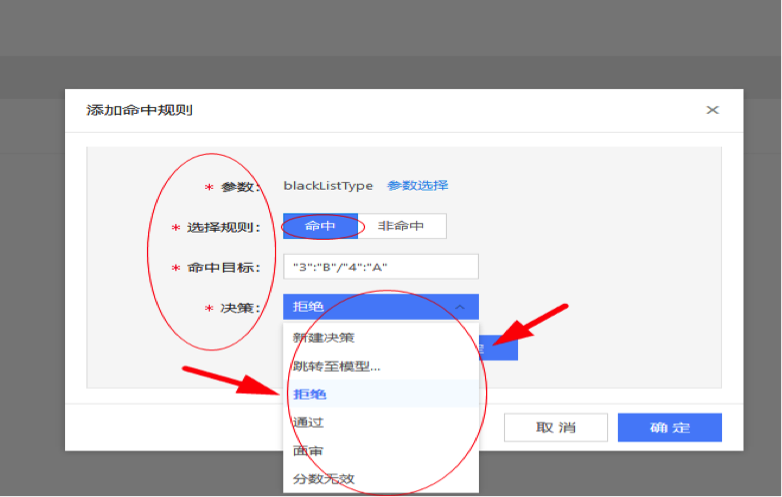 添加命中规则
* 参数： blackListType 参数选择
* 选择规则： 命中 非命中
* 命中目标： "3":"B"/"4":"A"
* 决策： 拒绝
新建决策
跳转至模型...
拒绝
通过
面审
分数无效
取消 确定